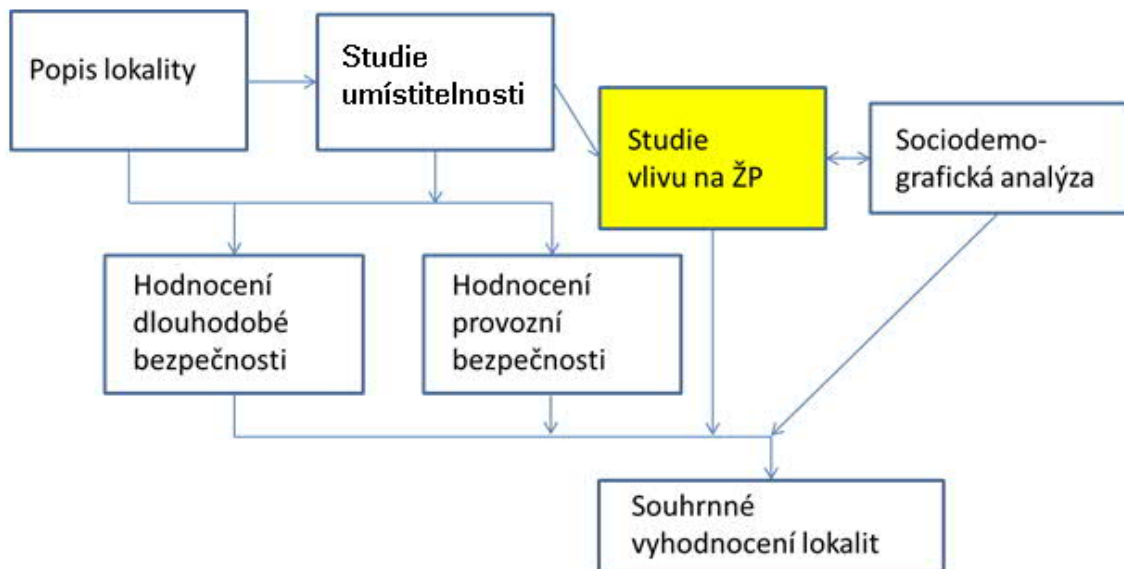 Popis lokality
Studie
umístitelnosti
Studie
vlivu na ŽP
Sociodemo-
grafická analýza
Hodnocení
dlouhodobé
bezpečnosti
Hodnocení
provozní
bezpečnosti
Souhrnné
vyhodnocení lokalit